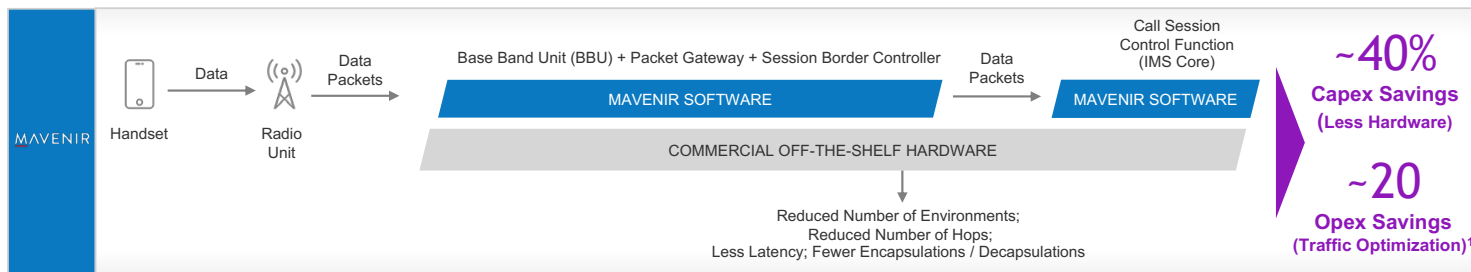 MAVENIR
Handset
Data
Radio
Unit
Data
Packets
Base Band Unit (BBU) + Packet Gateway + Session Border Controller
MAVENIR SOFTWARE
Data
Packets
Call Session
Control Function
(IMS Core)
MAVENIR SOFTWARE
COMMERCIAL OFF-THE-SHELF HARDWARE
Reduced Number of Environments;
Reduced Number of Hops;
Less Latency; Fewer Encapsulations / Decapsulations
~40%
Capex Savings
(Less Hardware)
~20
Opex Savings
(Traffic Optimization)¹